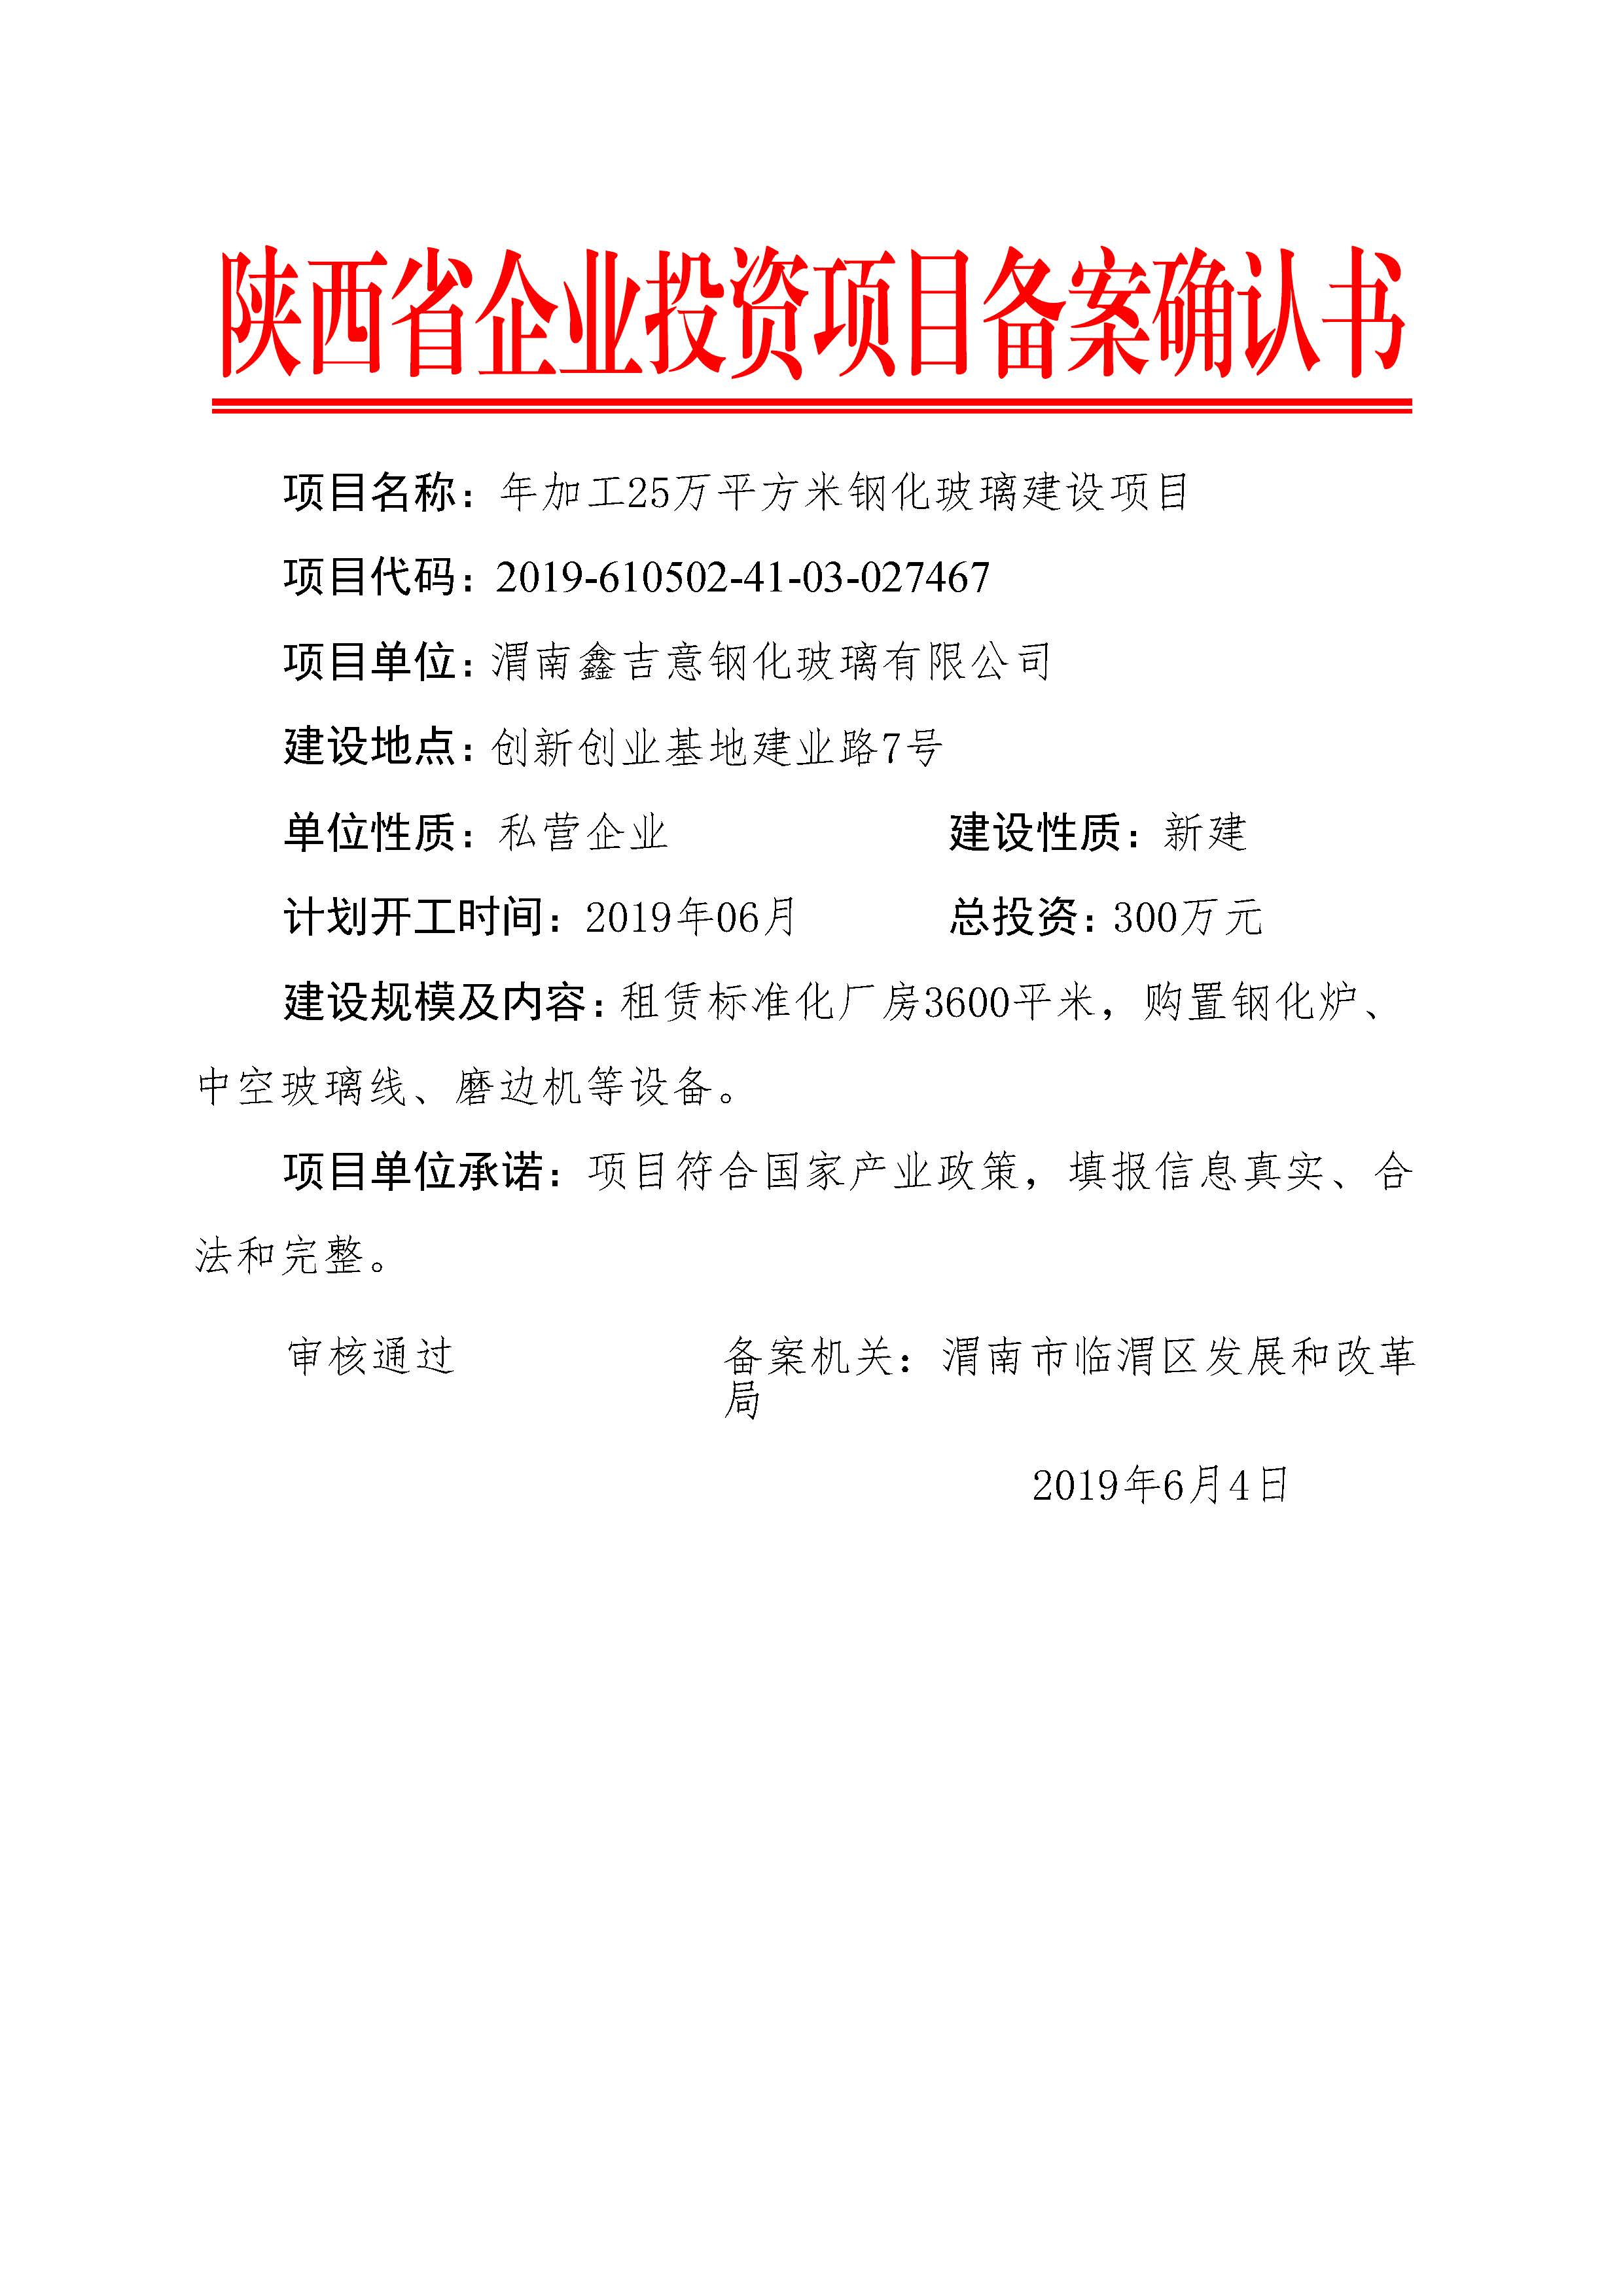 陕西省企业投资项目备案确认书
项目名称：年加工25万平方米钢化玻璃建设项目
项目代码：2019-610502-41-03-027467
项目单位：渭南鑫吉意钢化玻璃有限公司
建设地点：创新创业基地建业路7号
单位性质：私营企业 建设性质：新建
计划开工时间：2019年06月 总投资：300万元
建设规模及内容：租赁标准化厂房3600平米，购置钢化炉、
中空玻璃线、磨边机等设备。
项目单位承诺：项目符合国家产业政策，填报信息真实、合
法和完整。
审核通过 备案机关：渭南市临渭区发展和改革
局
2019年6月4日